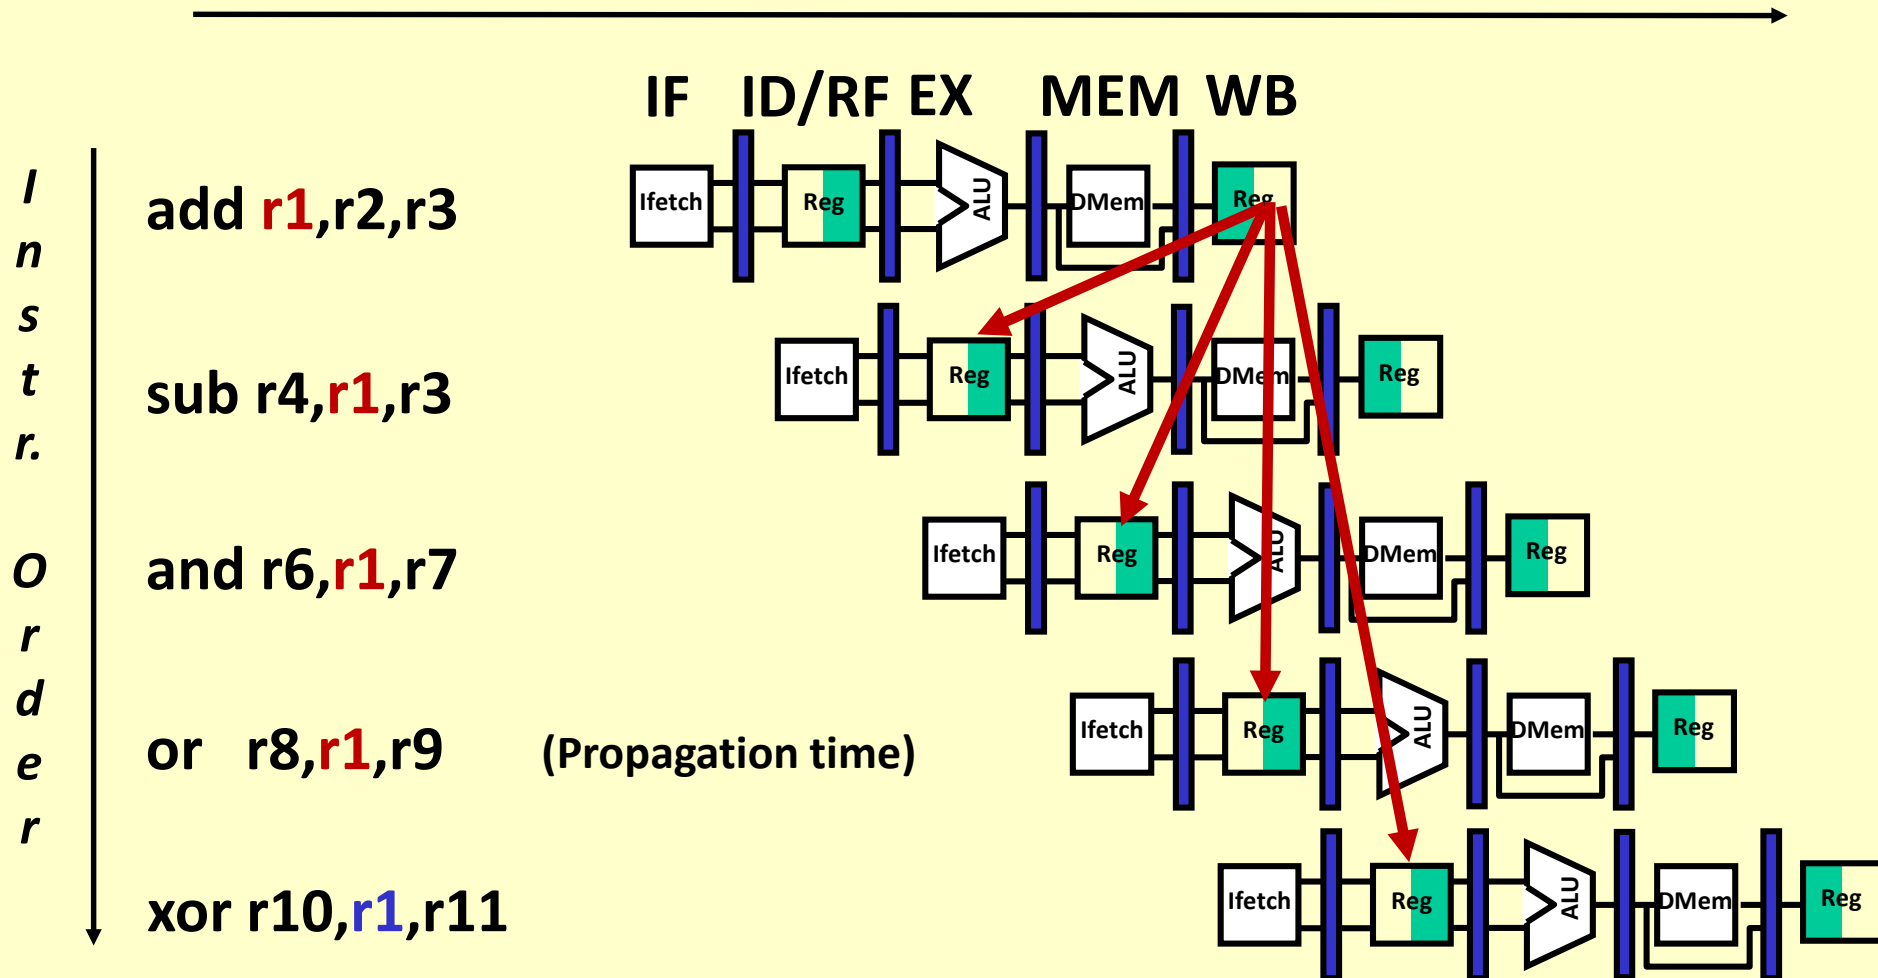 IF ID/RF EX MEM WB
Instr. Order
add r1,r2,r3
Ifetch Reg ALU DMem Reg
sub r4,r1,r3
Ifetch Reg ALU DMem Reg
and r6,r1,r7
Ifetch Reg ALU DMem Reg
or r8,r1,r9 (Propagation time)
Ifetch Reg ALU DMem Reg
xor r10,r1,r11
Ifetch Reg ALU DMem Reg